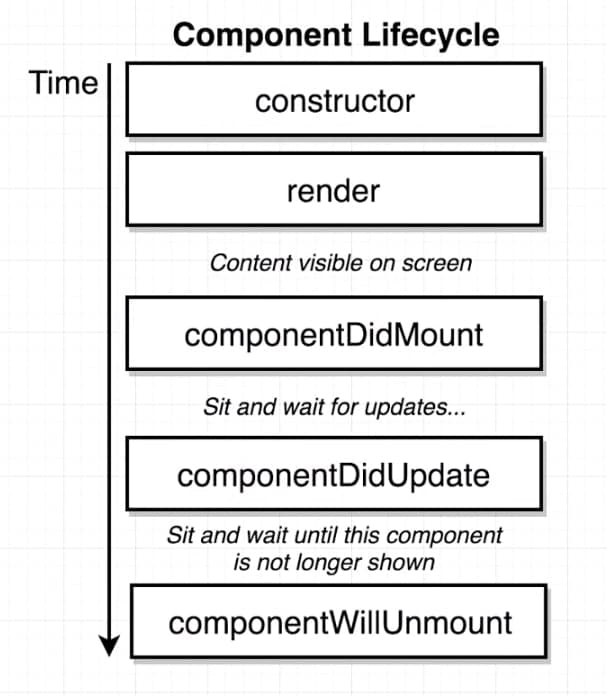 Component Lifecycle
Time
constructor
render
Content visible on screen
componentDidMount
Sit and wait for updates...
componentDidUpdate
Sit and wait until this component
is not longer shown
componentWillUnmount